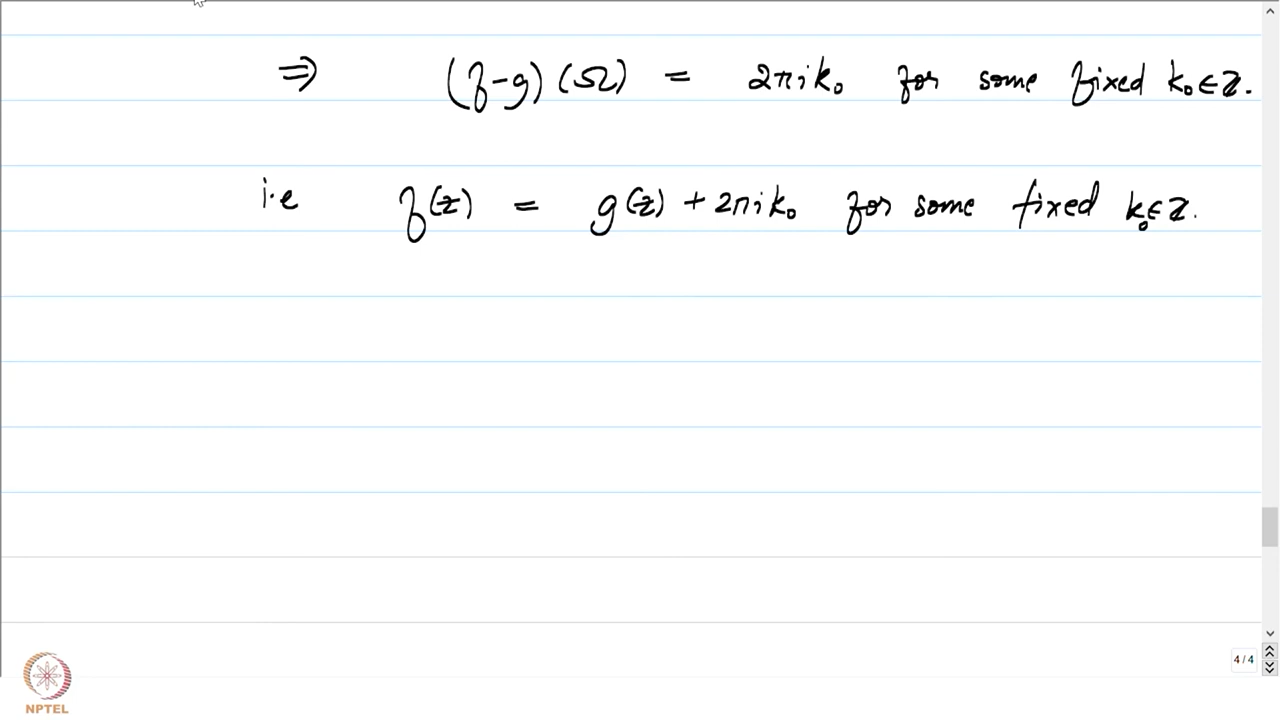 ⇒ (f-g)(Ω) = 2πik₀ for some fixed k₀∈ℤ.
i.e f(z) = g(z) + 2πik₀ for some fixed k₀∈ℤ.
4 / 4
NPTEL